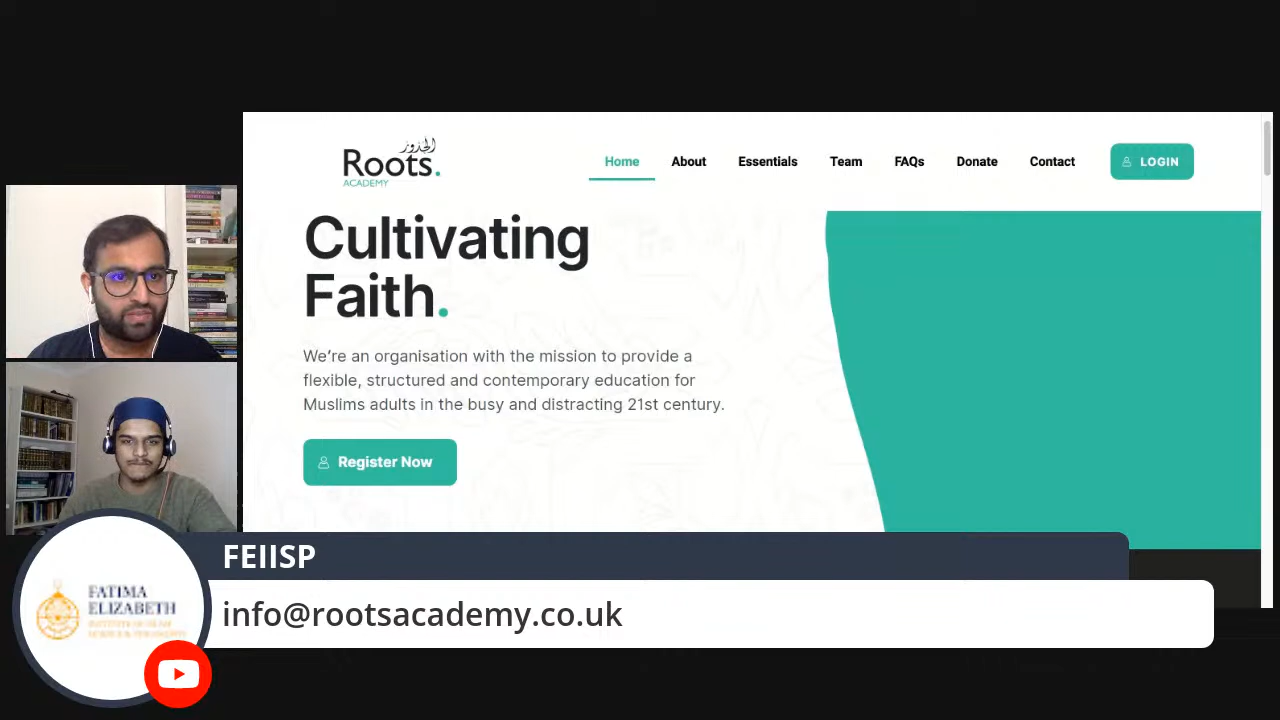 الجذور
Roots.
ACADEMY
Home
About
Essentials
Team
FAQs
Donate
Contact
LOGIN
Cultivating
Faith.
We're an organisation with the mission to provide a
flexible, structured and contemporary education for
Muslims adults in the busy and distracting 21st century.
Register Now
FEIISP
info@rootsacademy.co.uk
FATIMA
ELIZABETH